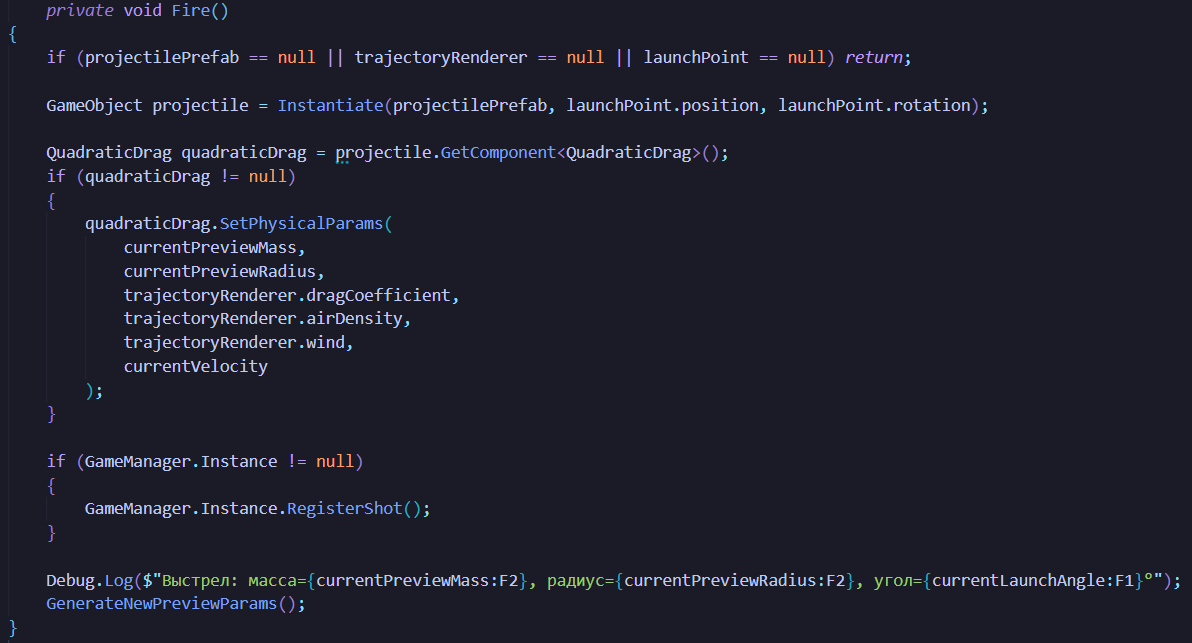 private void Fire()
{
if (projectilePrefab == null || trajectoryRenderer == null || launchPoint == null) return;
GameObject projectile = Instantiate(projectilePrefab, launchPoint.position, launchPoint.rotation);
QuadraticDrag quadraticDrag = projectile.GetComponent<QuadraticDrag>();
if (quadraticDrag != null)
{
quadraticDrag.SetPhysicalParams(
currentPreviewMass,
currentPreviewRadius,
trajectoryRenderer.dragCoefficient,
trajectoryRenderer.airDensity,
trajectoryRenderer.wind,
currentVelocity
);
}
if (GameManager.Instance != null)
{
GameManager.Instance.RegisterShot();
}
Debug.Log($"Выстрел: масса={currentPreviewMass:F2}, радиус={currentPreviewRadius:F2}, угол={currentLaunchAngle:F1}°");
GenerateNewPreviewParams();
}